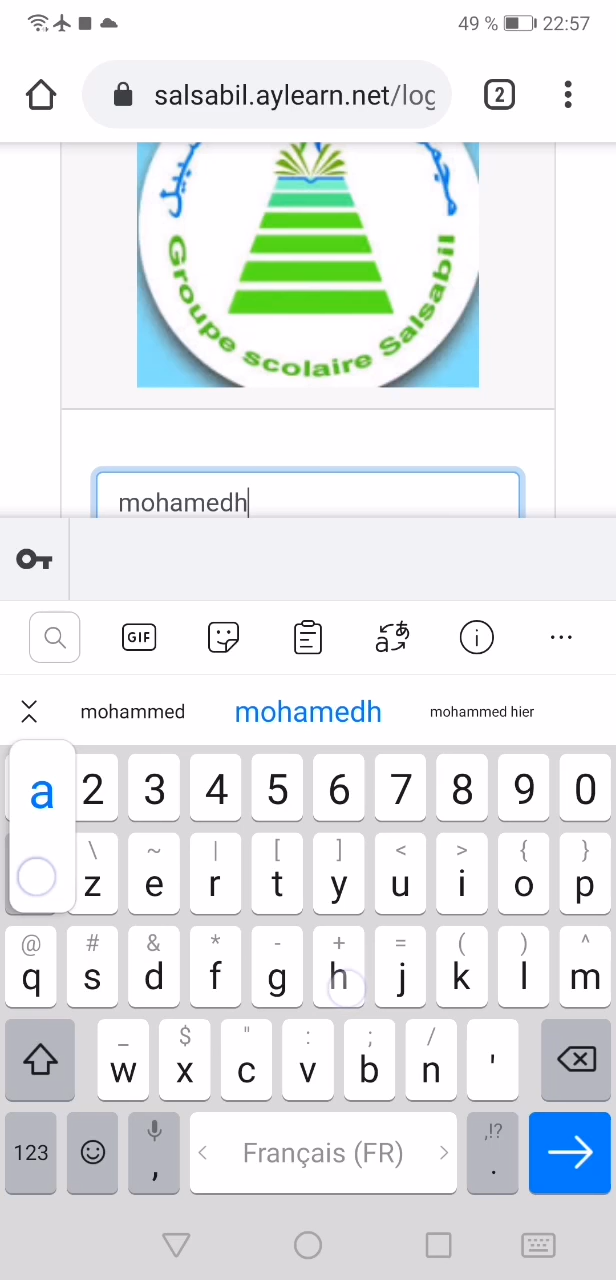 49 % 22:57
salsabil.aylearn.net/log
2
Groupe scolaire Salsabil
mohamedh
GIF
mohammed mohamedh mohammed hier
a 2 3 4 5 6 7 8 9 0
\ ~ | [ ] < > { }
z e r t y u i o p
@ # & * - + = ( ) ^
q s d f g h j k l m
_ $ " : ; /
w x c v b n '
123 , < Français (FR) > ,!? .